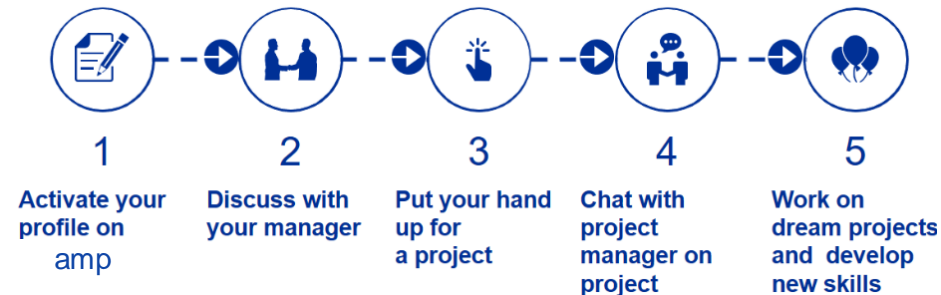 1
Activate your
profile on
amp
2
Discuss with
your manager
3
Put your hand
up for
a project
4
Chat with
project
manager on
project
5
Work on
dream projects
and develop
new skills